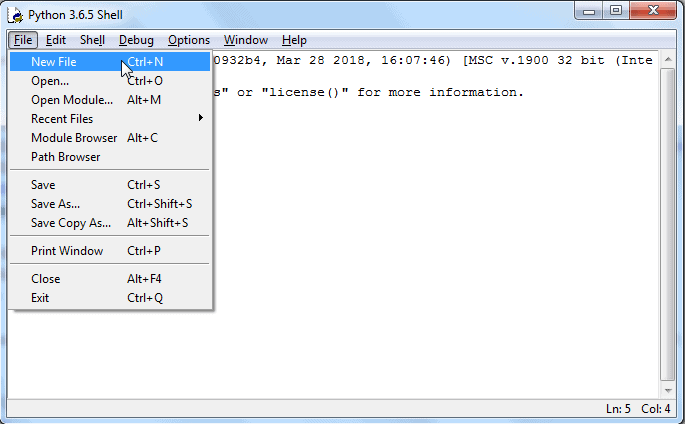 Python 3.6.5 Shell
File Edit Shell Debug Options Window Help
0932b4, Mar 28 2018, 16:07:46) [MSC v.1900 32 bit (Inte
s" or "license()" for more information.
New File Ctrl+N
Open... Ctrl+O
Open Module... Alt+M
Recent Files
Module Browser Alt+C
Path Browser
Save Ctrl+S
Save As... Ctrl+Shift+S
Save Copy As... Alt+Shift+S
Print Window Ctrl+P
Close Alt+F4
Exit Ctrl+Q
Ln: 5 Col: 4